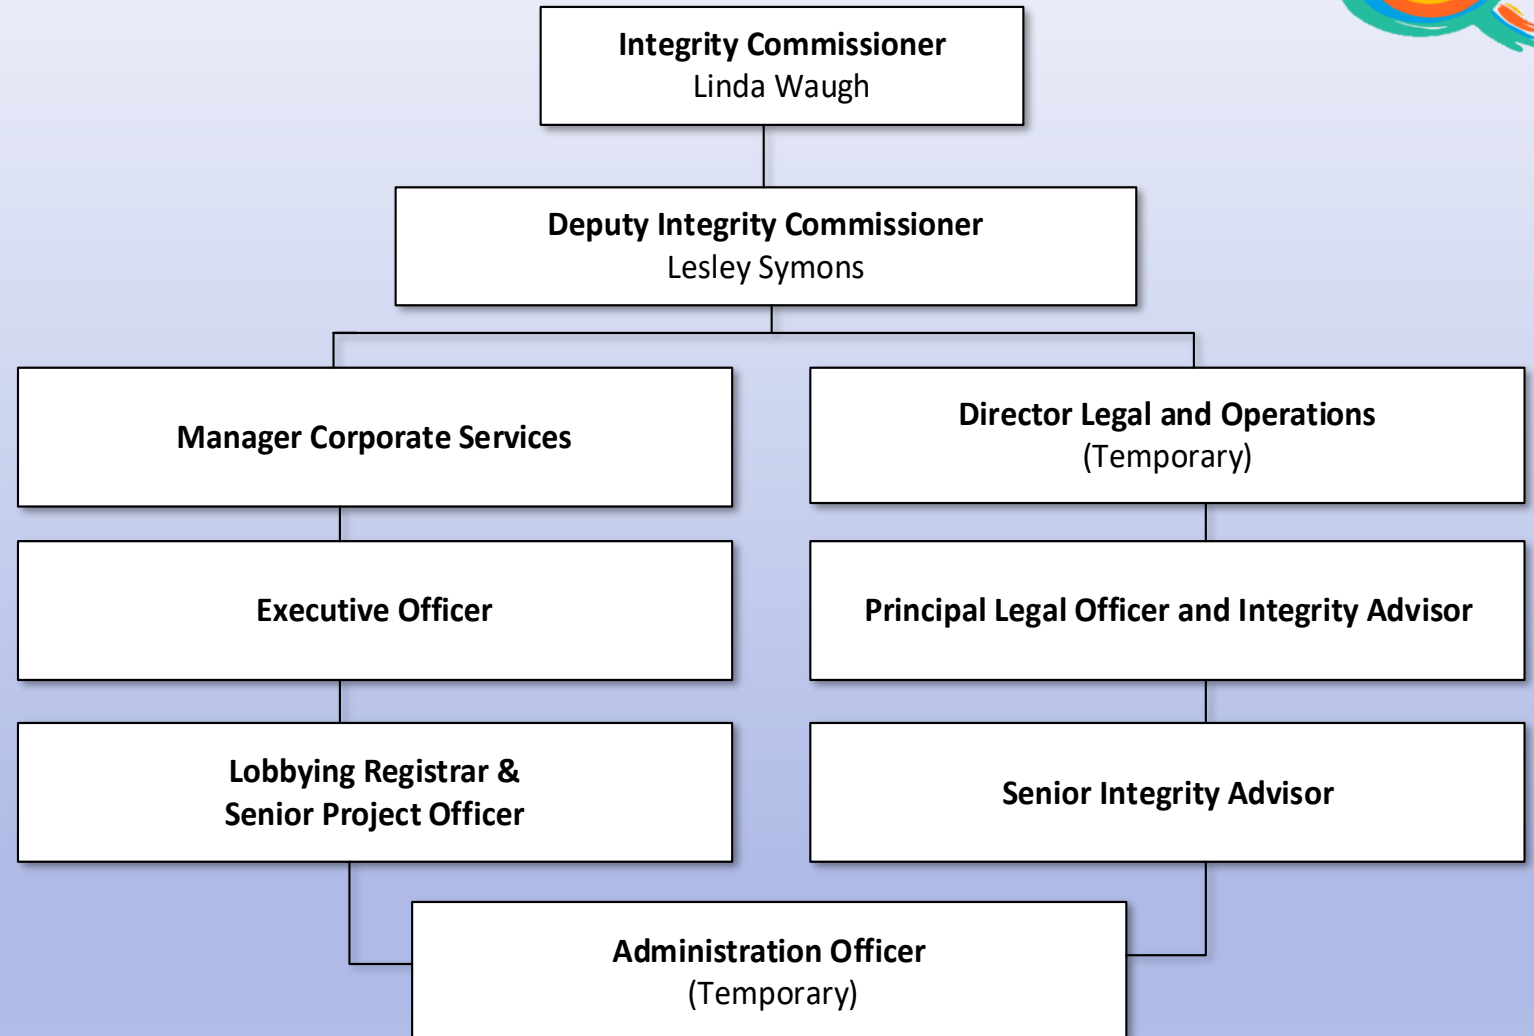 Integrity Commissioner
Linda Waugh
Deputy Integrity Commissioner
Lesley Symons
Manager Corporate Services
Director Legal and Operations
(Temporary)
Executive Officer
Principal Legal Officer and Integrity Advisor
Lobbying Registrar &
Senior Project Officer
Senior Integrity Advisor
Administration Officer
(Temporary)